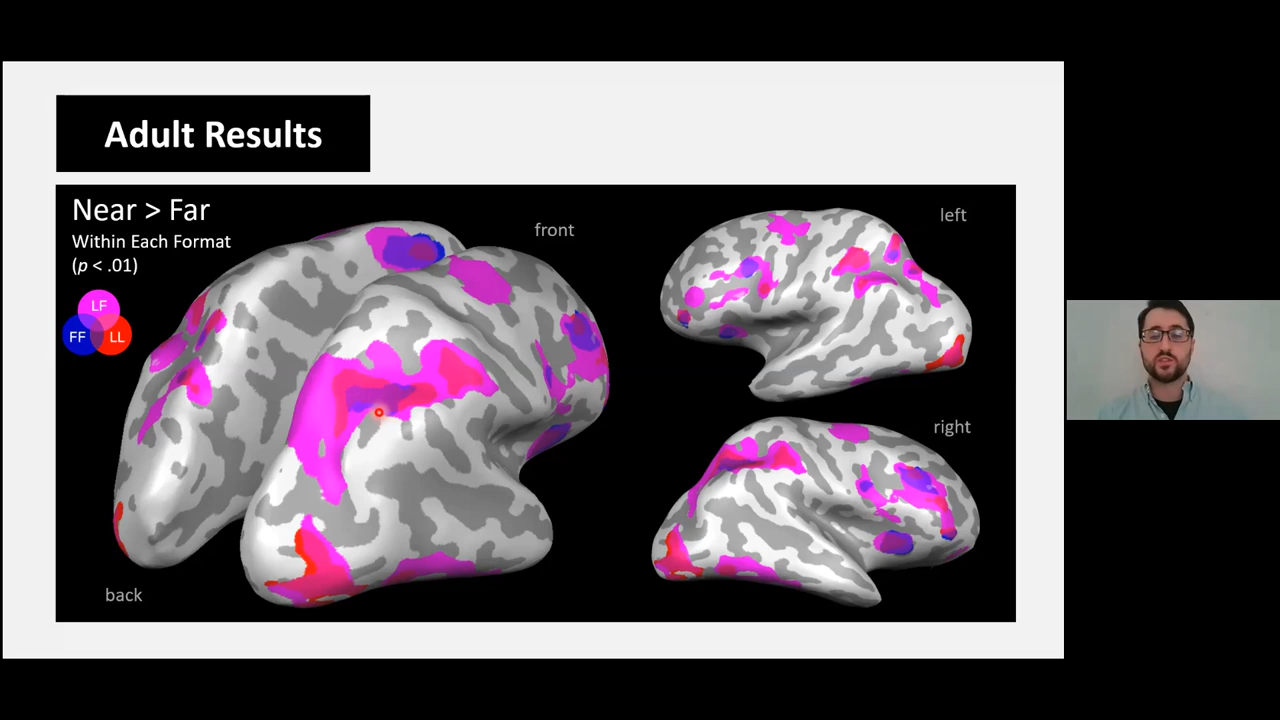 Adult Results
Near > Far
Within Each Format
(p < .01)
LF
FF
LL
front
back
left
right